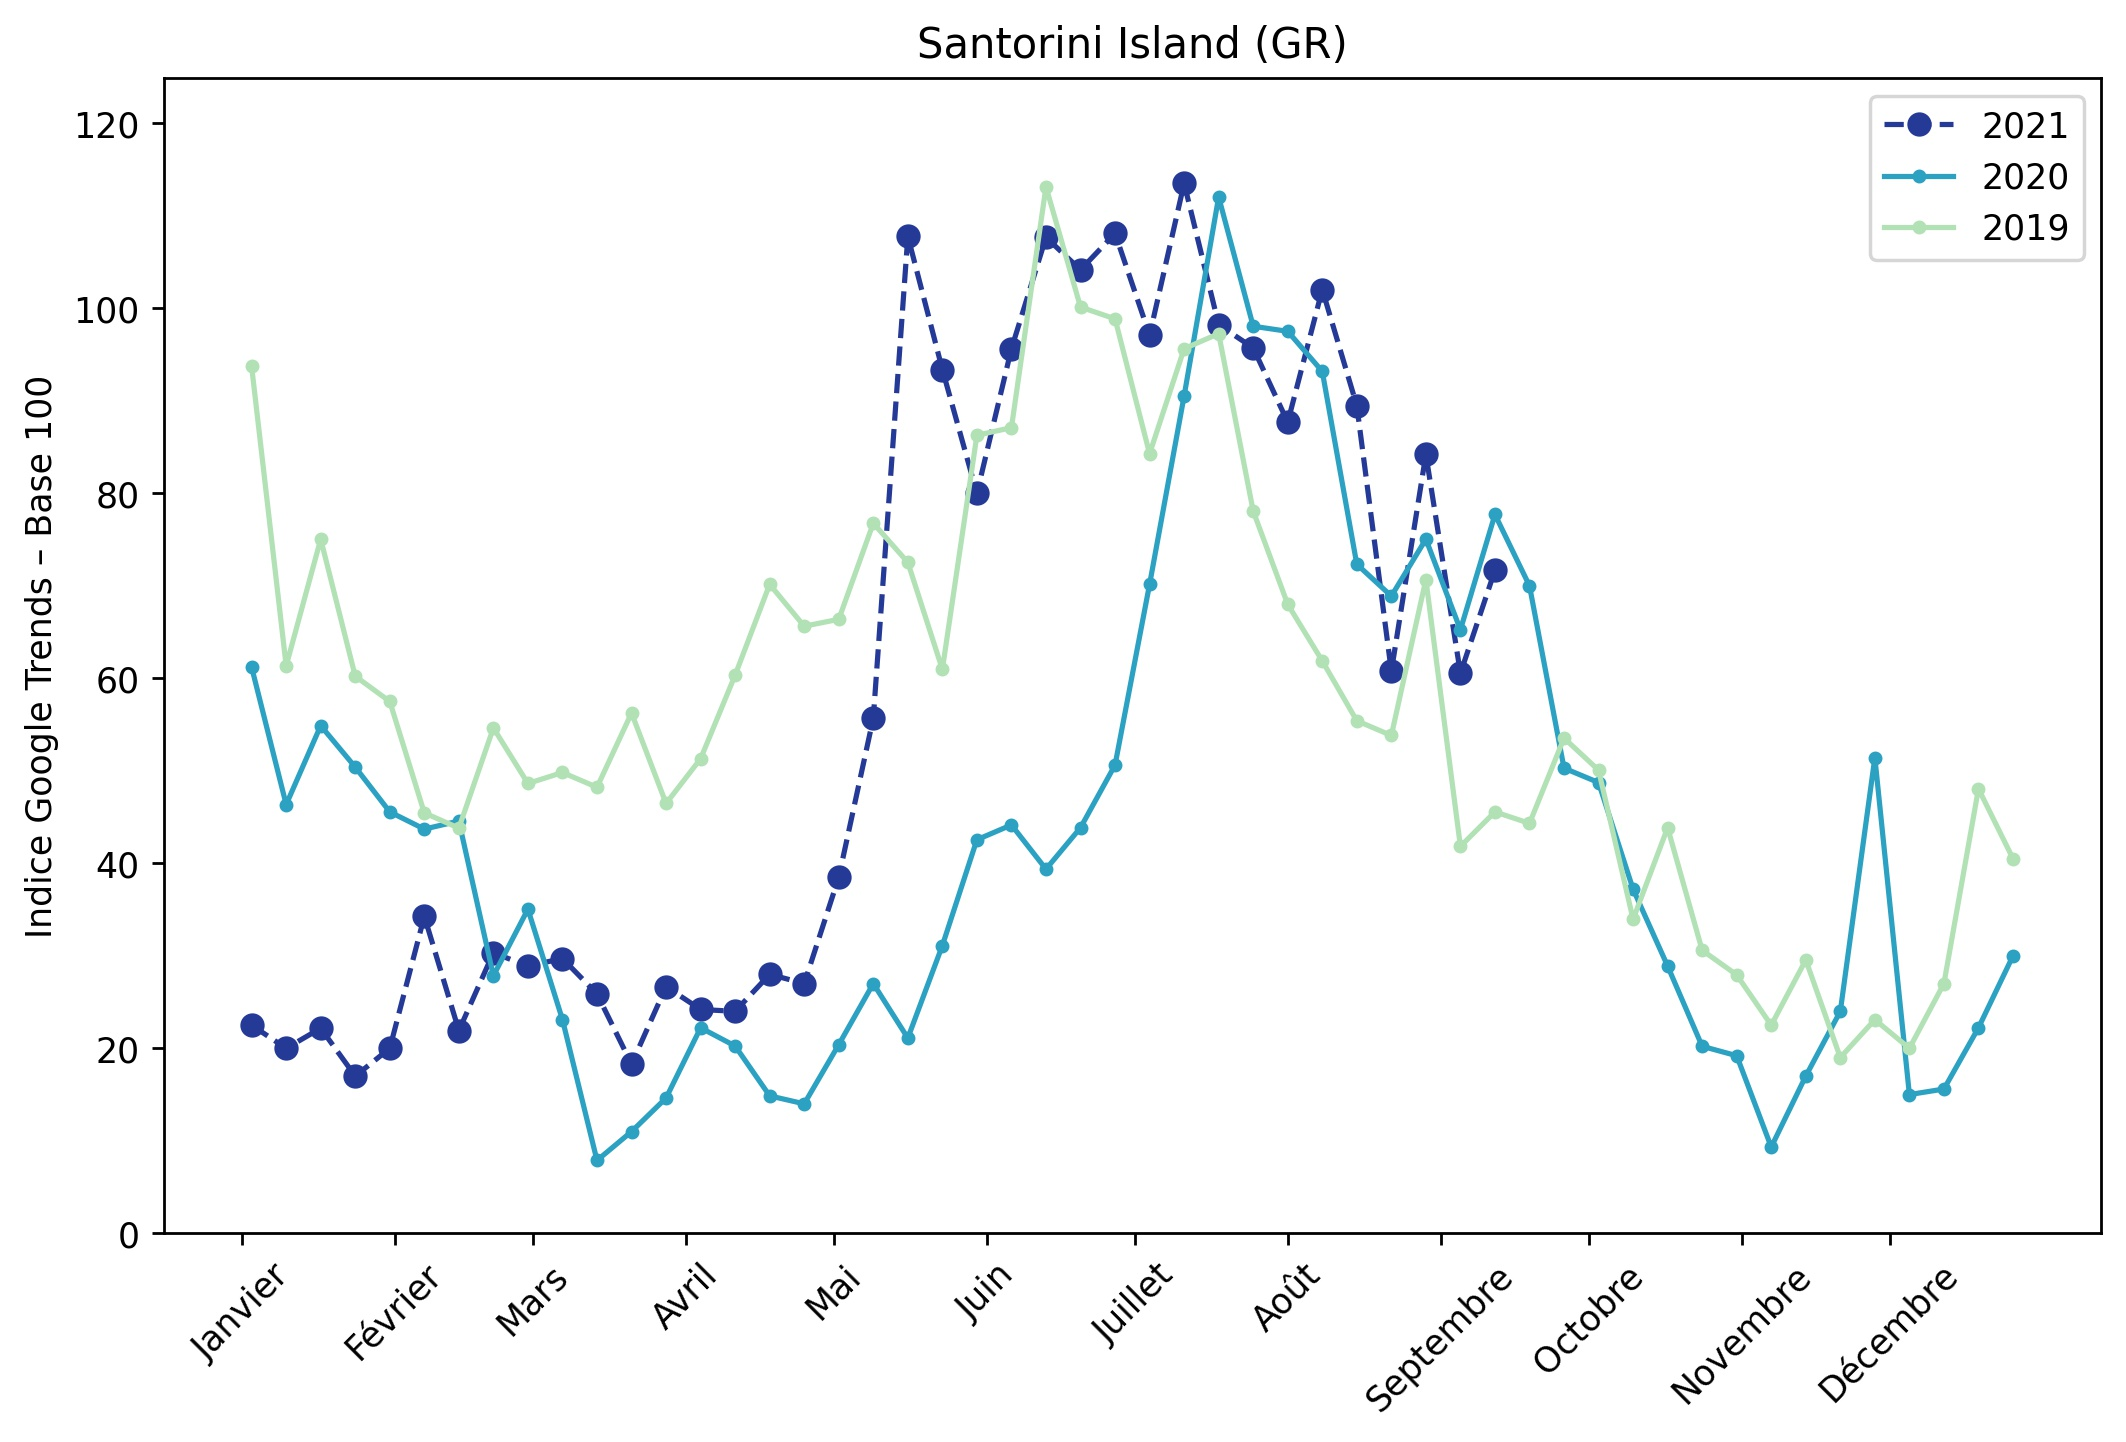 Santorini Island (GR)
Indice Google Trends – Base 100
120
100
80
60
40
20
0
2021
2020
2019
Janvier
Février
Mars
Avril
Mai
Juin
Juillet
Août
Septembre
Octobre
Novembre
Décembre